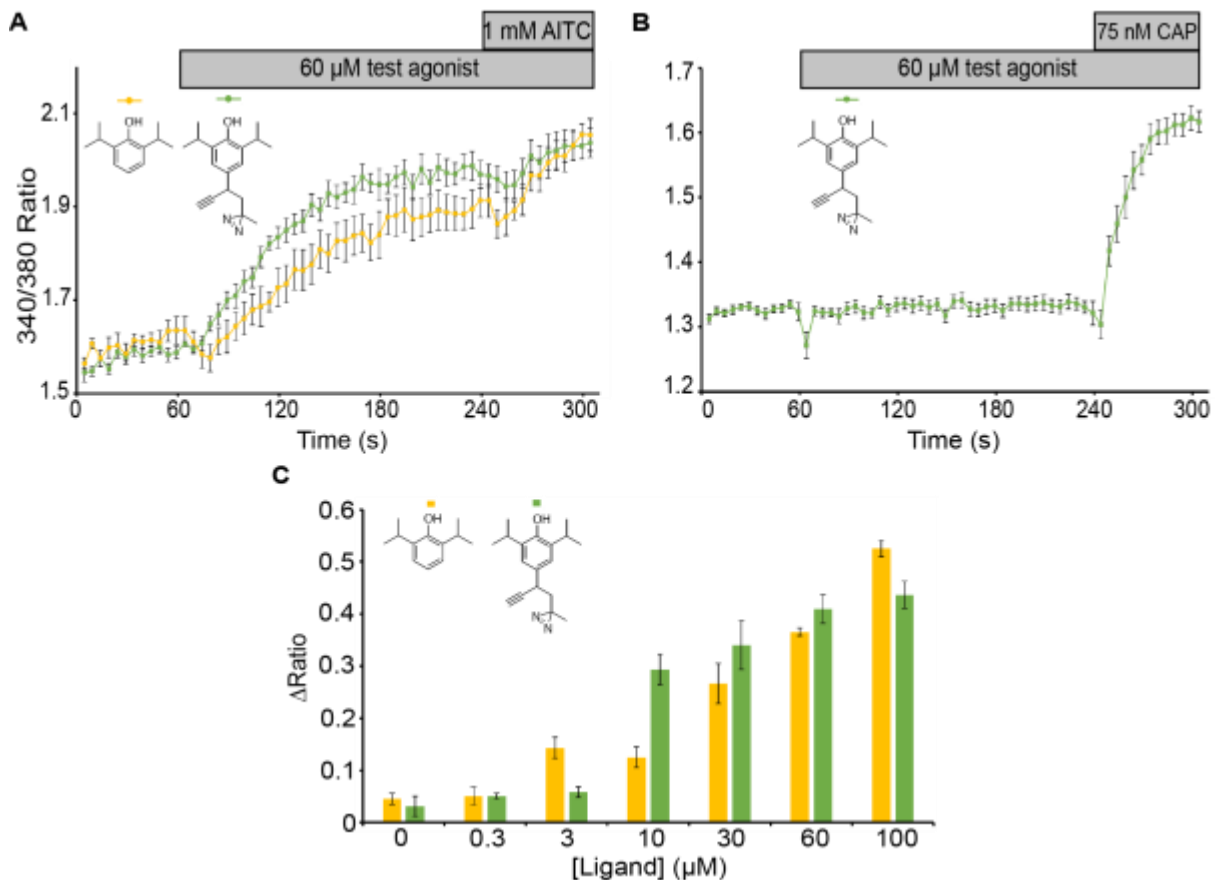 A
1 mM AITC
60 µM test agonist
340/380 Ratio
2.1
1.9
1.7
1.5
OH
OH
N
N
0
60
120
180
240
300
Time (s)
B
75 nM CAP
60 µM test agonist
1.7
1.6
1.5
1.4
1.3
1.2
OH
N
N
0
60
120
180
240
300
Time (s)
C
ΔRatio
0.6
0.5
0.4
0.3
0.2
0.1
0
OH
OH
N
N
0
0.3
3
10
30
60
100
[Ligand] (µM)